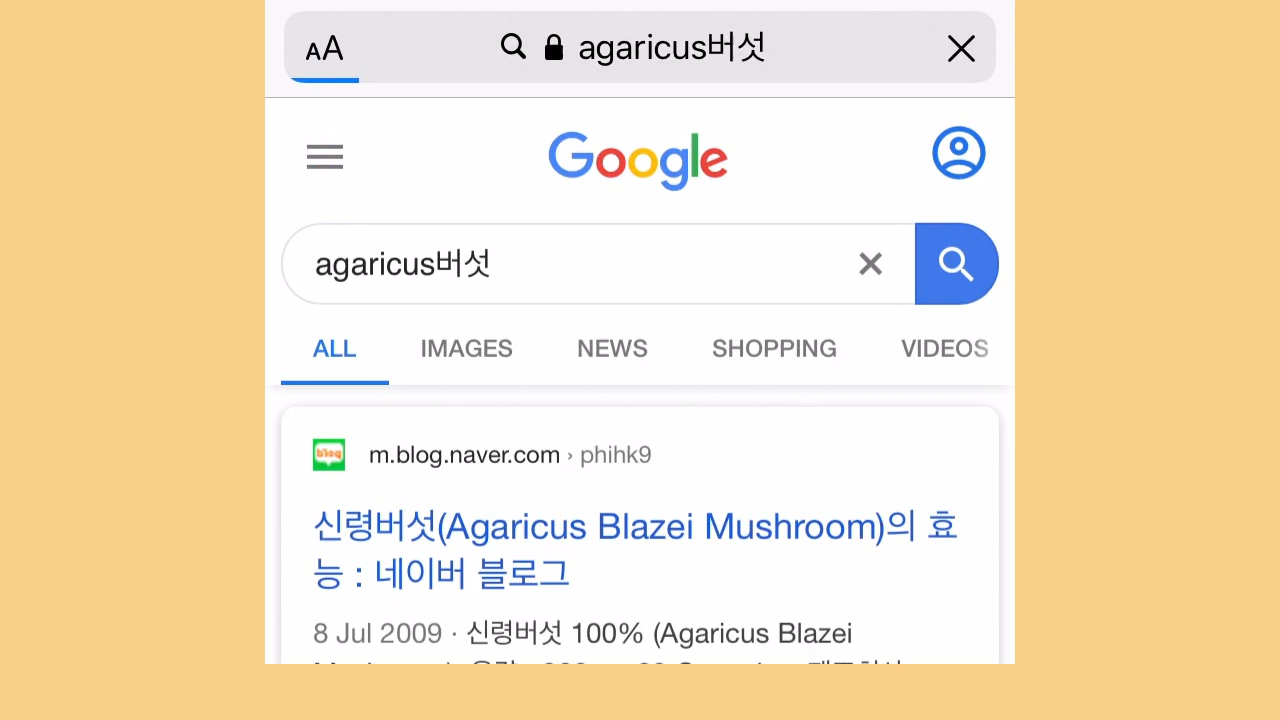 AA agaricus버섯
Google
agaricus버섯
ALL IMAGES NEWS SHOPPING VIDEOS
blog m.blog.naver.com › phihk9
신령버섯(Agaricus Blazei Mushroom)의 효
능 : 네이버 블로그
8 Jul 2009 · 신령버섯 100% (Agaricus Blazei